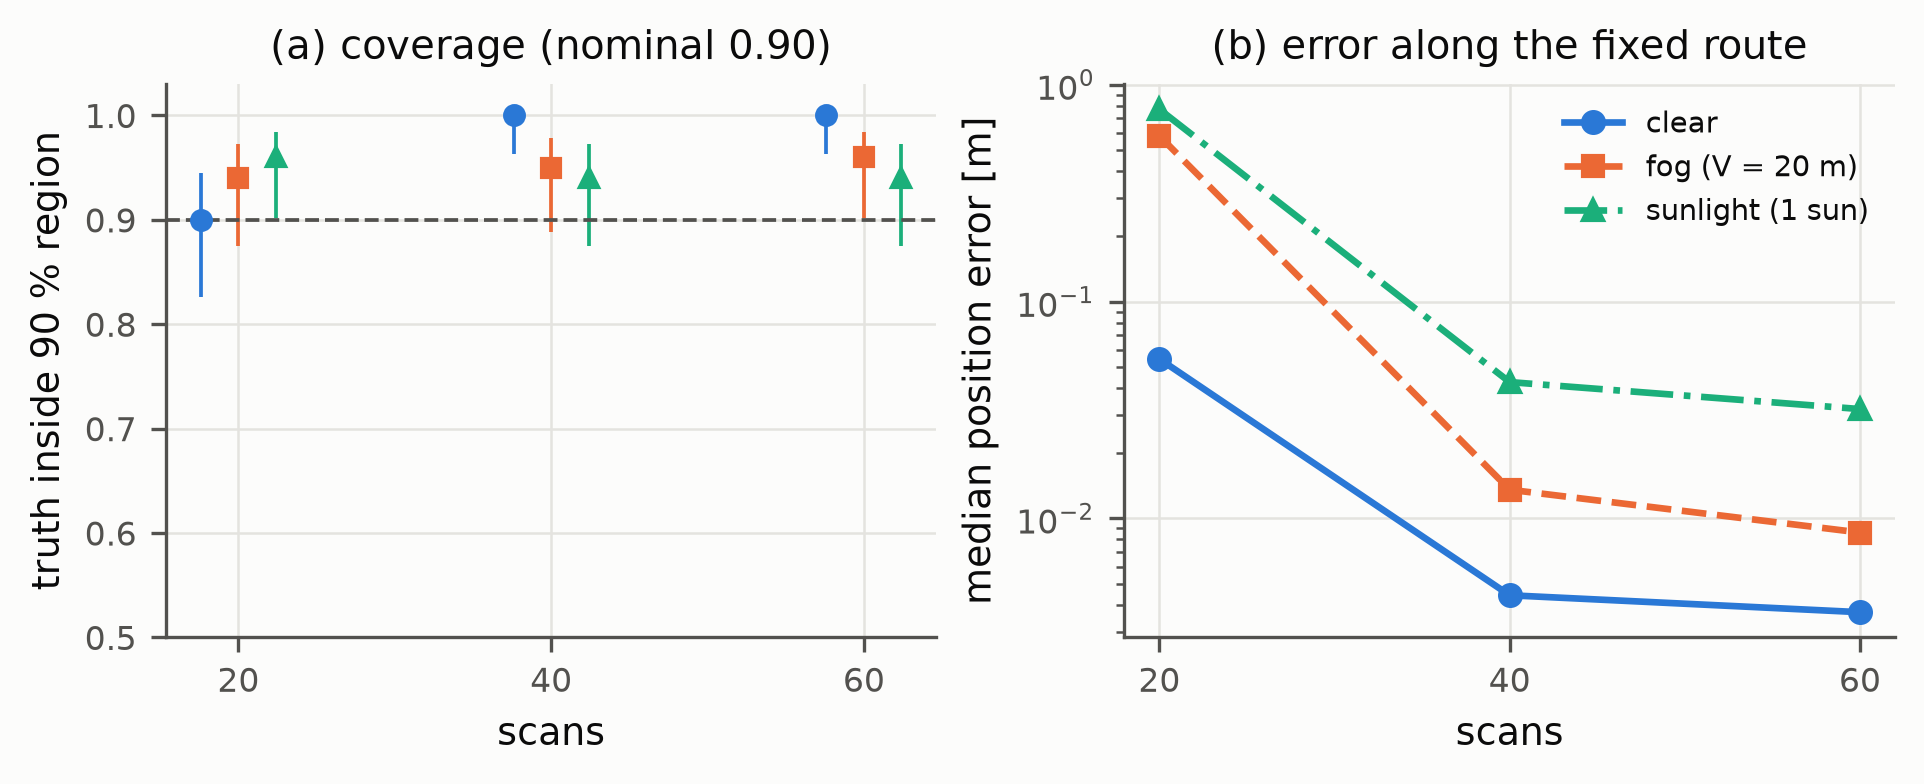 (a) coverage (nominal 0.90)
truth inside 90 % region
1.0
0.9
0.8
0.7
0.6
0.5
20
40
60
scans
(b) error along the fixed route
median position error [m]
10⁰
10⁻¹
10⁻²
clear
fog (V = 20 m)
sunlight (1 sun)
20
40
60
scans